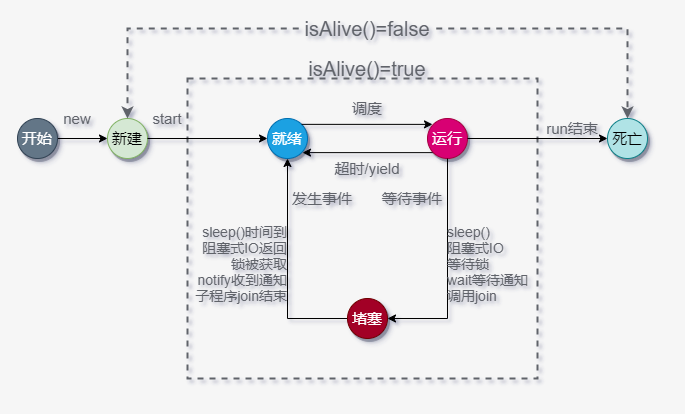 isAlive()=false
isAlive()=true
new
start
调度
run结束
开始
新建
就绪
运行
死亡
超时/yield
发生事件
等待事件
sleep()时间到
阻塞式IO返回
锁被获取
notify收到通知
子程序join结束
sleep()
阻塞式IO
等待锁
wait等待通知
调用join
堵塞